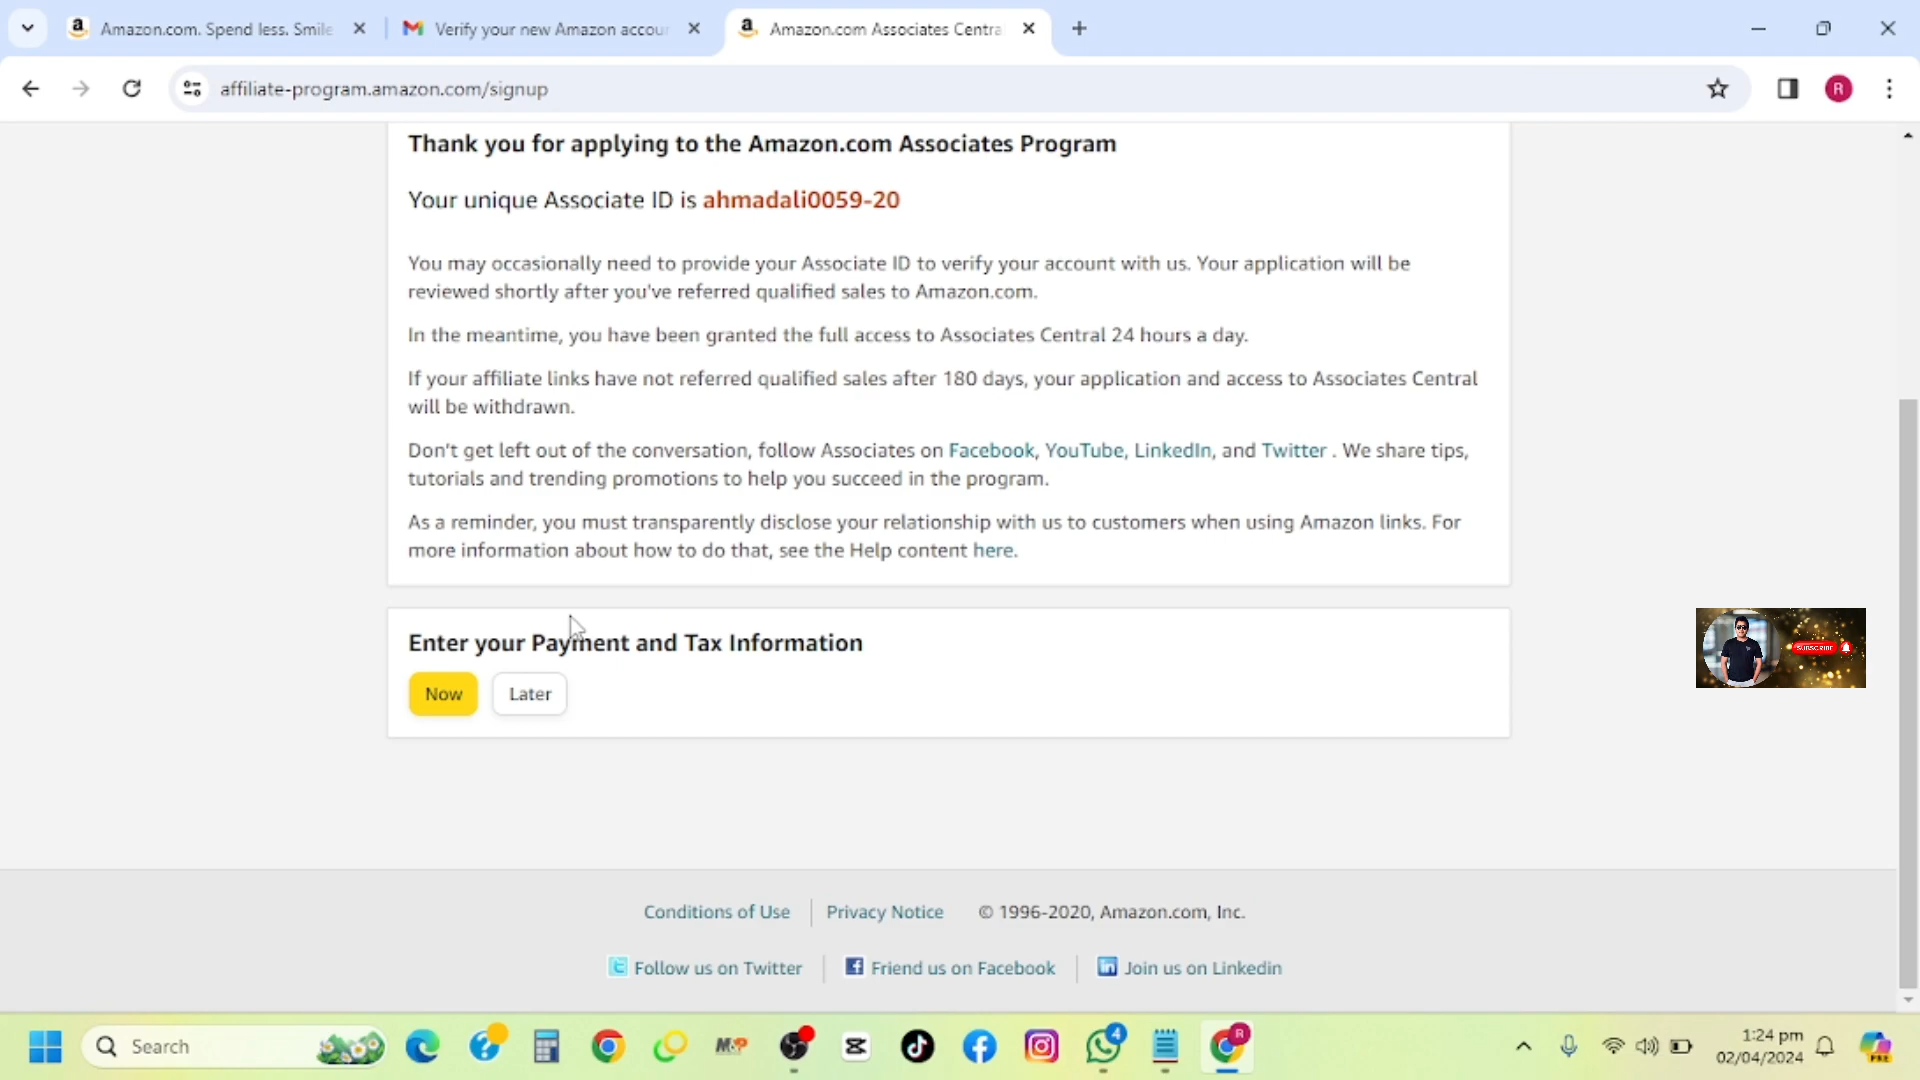 Amazon.com. Spend less. Smile
Verify your new Amazon accou
Amazon.com Associates Centra
affiliate-program.amazon.com/signup
R
Thank you for applying to the Amazon.com Associates Program
Your unique Associate ID is ahmadali0059-20
You may occasionally need to provide your Associate ID to verify your account with us. Your application will be
reviewed shortly after you've referred qualified sales to Amazon.com.
In the meantime, you have been granted the full access to Associates Central 24 hours a day.
If your affiliate links have not referred qualified sales after 180 days, your application and access to Associates Central
will be withdrawn.
Don't get left out of the conversation, follow Associates on Facebook, YouTube, LinkedIn, and Twitter . We share tips,
tutorials and trending promotions to help you succeed in the program.
As a reminder, you must transparently disclose your relationship with us to customers when using Amazon links. For
more information about how to do that, see the Help content here.
Enter your Payment and Tax Information
Now
Later
SUBSCRIBE
Conditions of Use
Privacy Notice
© 1996-2020, Amazon.com, Inc.
Follow us on Twitter
Friend us on Facebook
Join us on Linkedin
Search
4
R
1:24 pm
02/04/2024
PRE